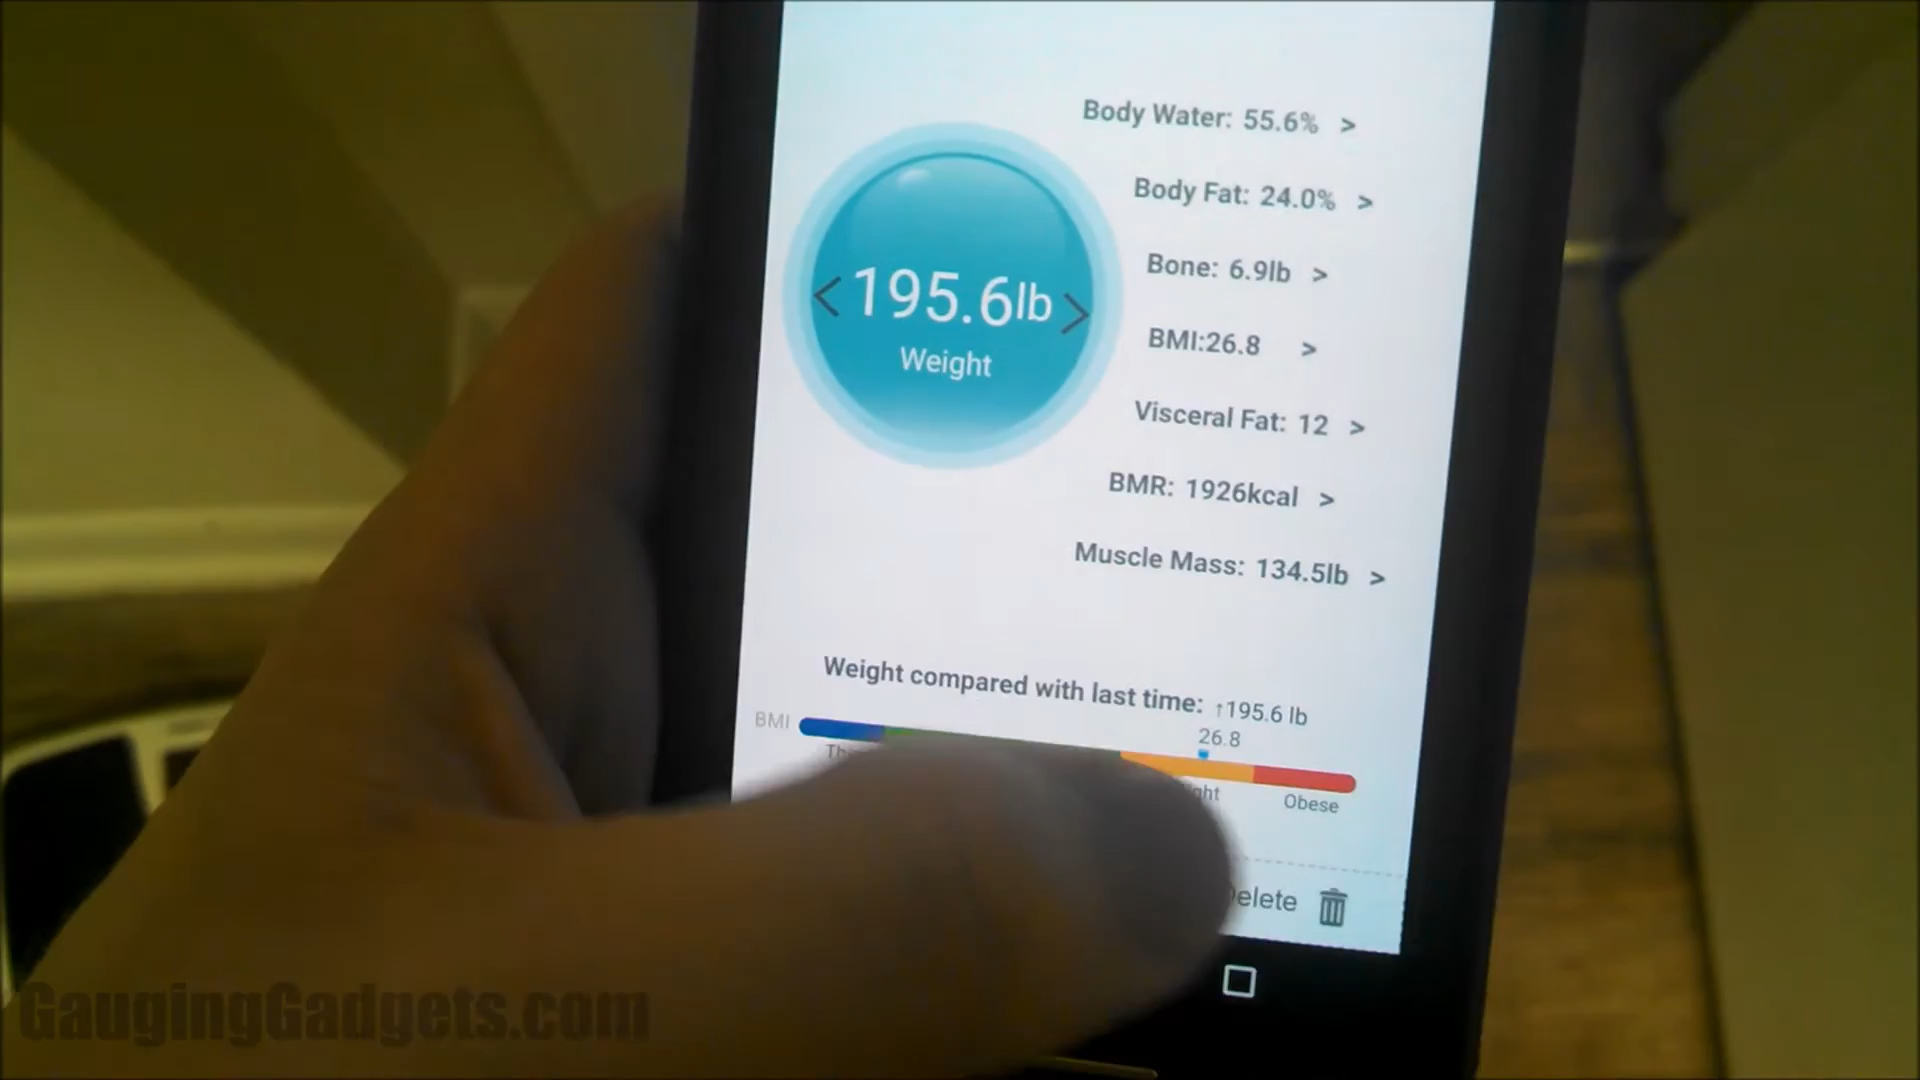 Body Water: 55.6% >
Body Fat: 24.0% >
Bone: 6.9lb >
< 195.6lb >
Weight
BMI:26.8 >
Visceral Fat: 12 >
BMR: 1926kcal >
Muscle Mass: 134.5lb >
Weight compared with last time: ↑195.6 lb
26.8
BMI
Obese
GaugingGadgets.com